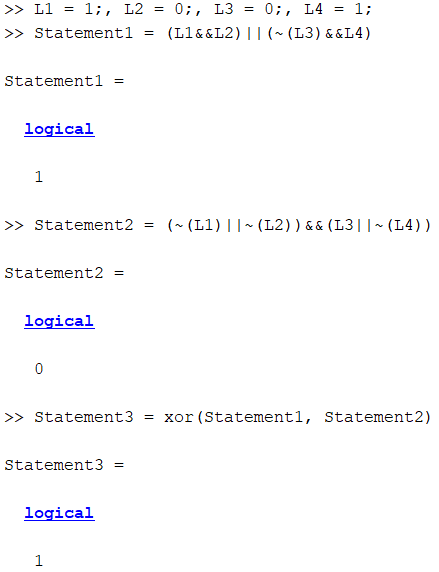 >> L1 = 1;, L2 = 0;, L3 = 0;, L4 = 1;
>> Statement1 = (L1&&L2)||(~(L3)&&L4)
Statement1 =
logical
1
>> Statement2 = (~(L1)||~(L2))&&(L3||~(L4))
Statement2 =
logical
0
>> Statement3 = xor(Statement1, Statement2)
Statement3 =
logical
1